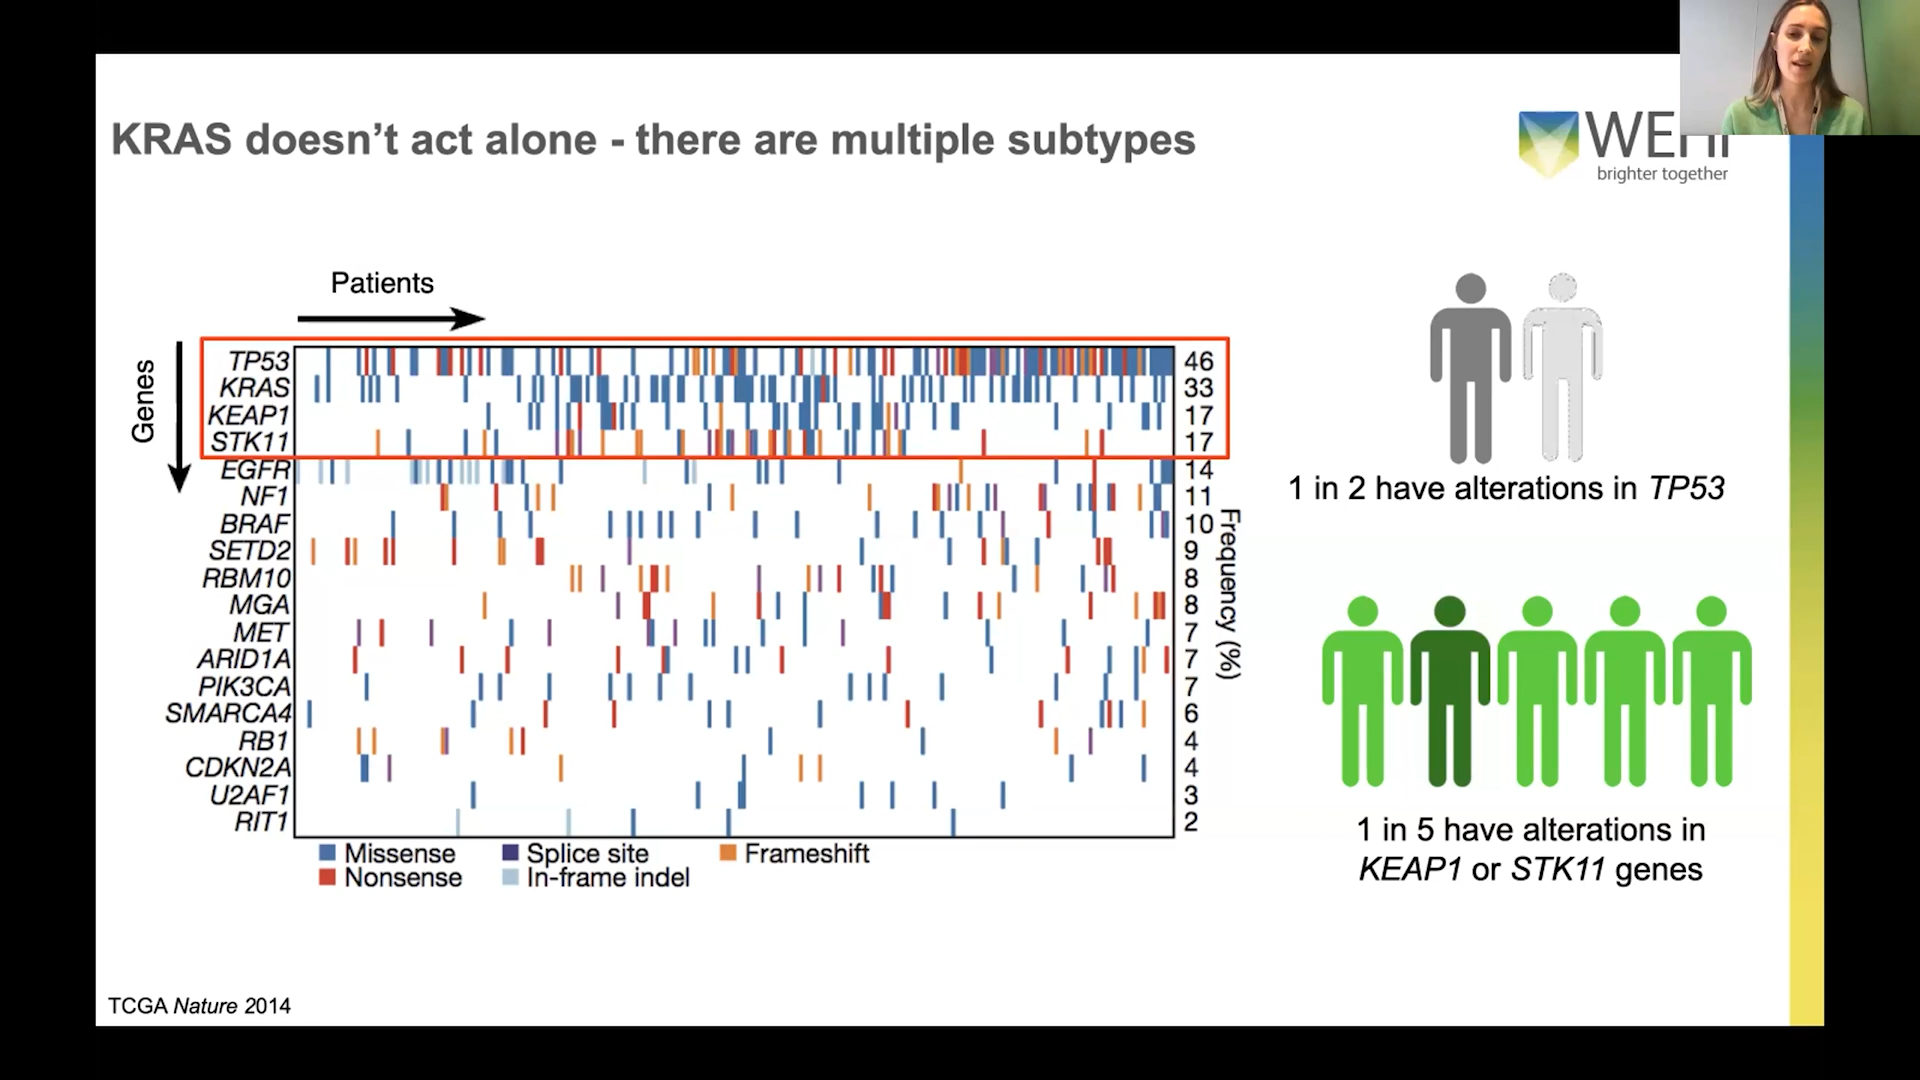 KRAS doesn’t act alone - there are multiple subtypes
brighter together
Patients
Genes
TP53 46
KRAS 33
KEAP1 17
STK11 17
EGFR 14
NF1 11
BRAF 10
SETD2 9
RBM10 8
MGA 8
MET 7
ARID1A 7
PIK3CA 7
SMARCA4 6
RB1 4
CDKN2A 4
U2AF1 3
RIT1 2
Frequency (%)
Missense Splice site Frameshift
Nonsense In-frame indel
1 in 2 have alterations in TP53
1 in 5 have alterations in
KEAP1 or STK11 genes
TCGA Nature 2014